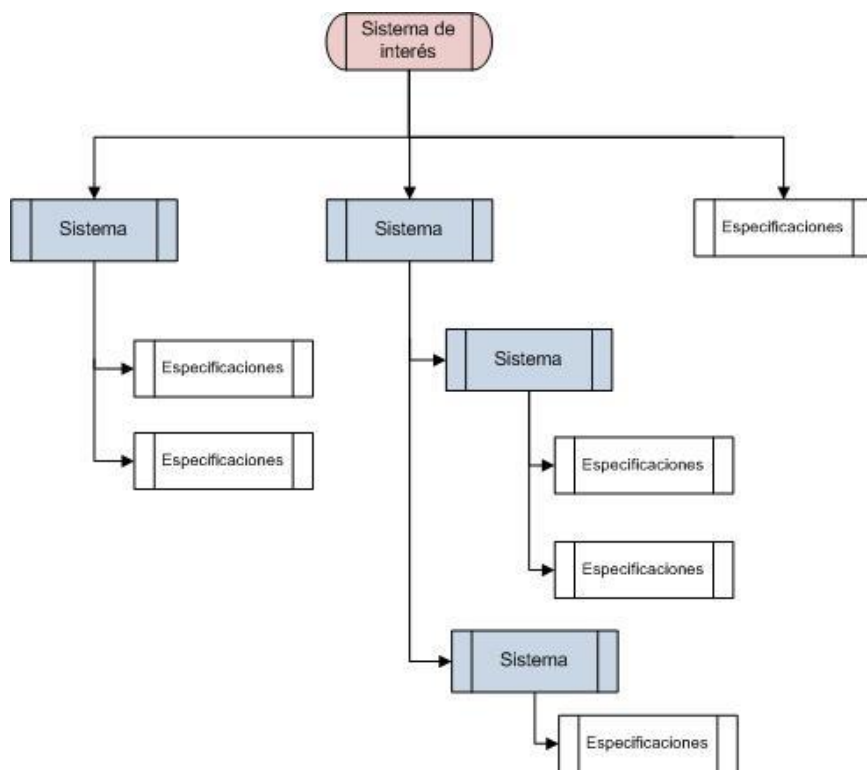 Sistema de
interés
Sistema
Sistema
Especificaciones
Sistema
Especificaciones
Especificaciones
Especificaciones
Especificaciones
Sistema
Especificaciones